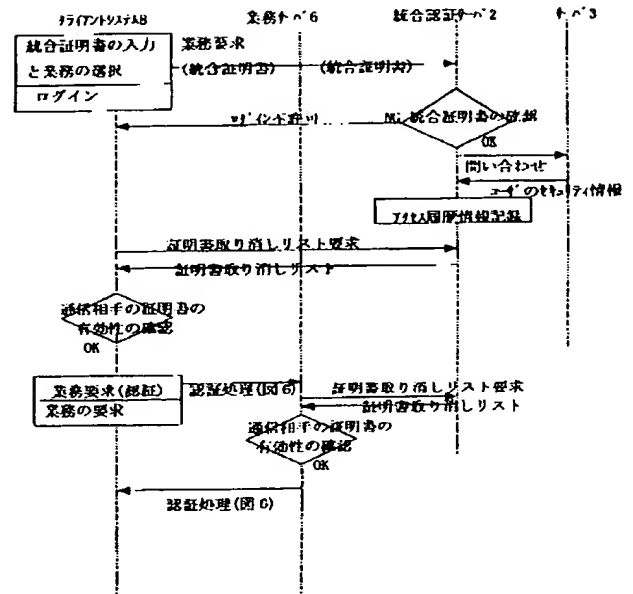 クライアントシステム8 業務サーバ6 統合認証サーバ2 サーバ3
統合証明書の入力
と業務の選択
ログイン
業務要求
(統合証明書) (統合証明書)
ログイン不許可
NG 統合証明書の確認
OK
問い合わせ
ユーザのセキュリティ情報
アクセス履歴情報記録
証明書取り消しリスト要求
証明書取り消しリスト
通信相手の証明書の
有効性の確認
OK
業務要求(認証)
業務の要求
認証処理(図6)
証明書取り消しリスト要求
証明書取り消しリスト
通信相手の証明書の
有効性の確認
OK
認証処理(図6)